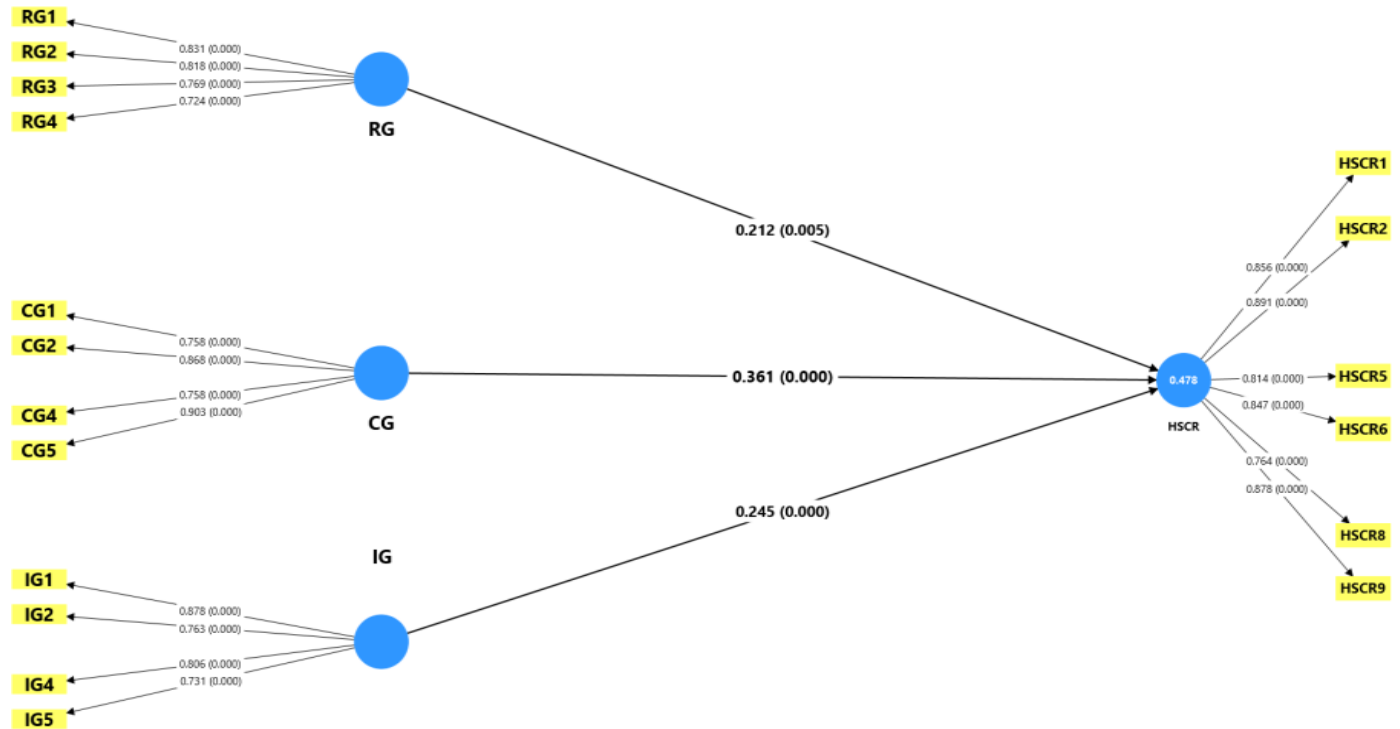 RG1
RG2
RG3
RG4
0.831 (0.000)
0.818 (0.000)
0.769 (0.000)
0.724 (0.000)
RG
0.212 (0.005)
CG1
CG2
CG4
CG5
0.758 (0.000)
0.868 (0.000)
0.758 (0.000)
0.903 (0.000)
CG
0.361 (0.000)
IG
IG1
IG2
IG4
IG5
0.878 (0.000)
0.763 (0.000)
0.806 (0.000)
0.731 (0.000)
0.245 (0.000)
0.478
HSCR
0.856 (0.000)
0.891 (0.000)
0.814 (0.000)
0.847 (0.000)
0.764 (0.000)
0.878 (0.000)
HSCR1
HSCR2
HSCR5
HSCR6
HSCR8
HSCR9